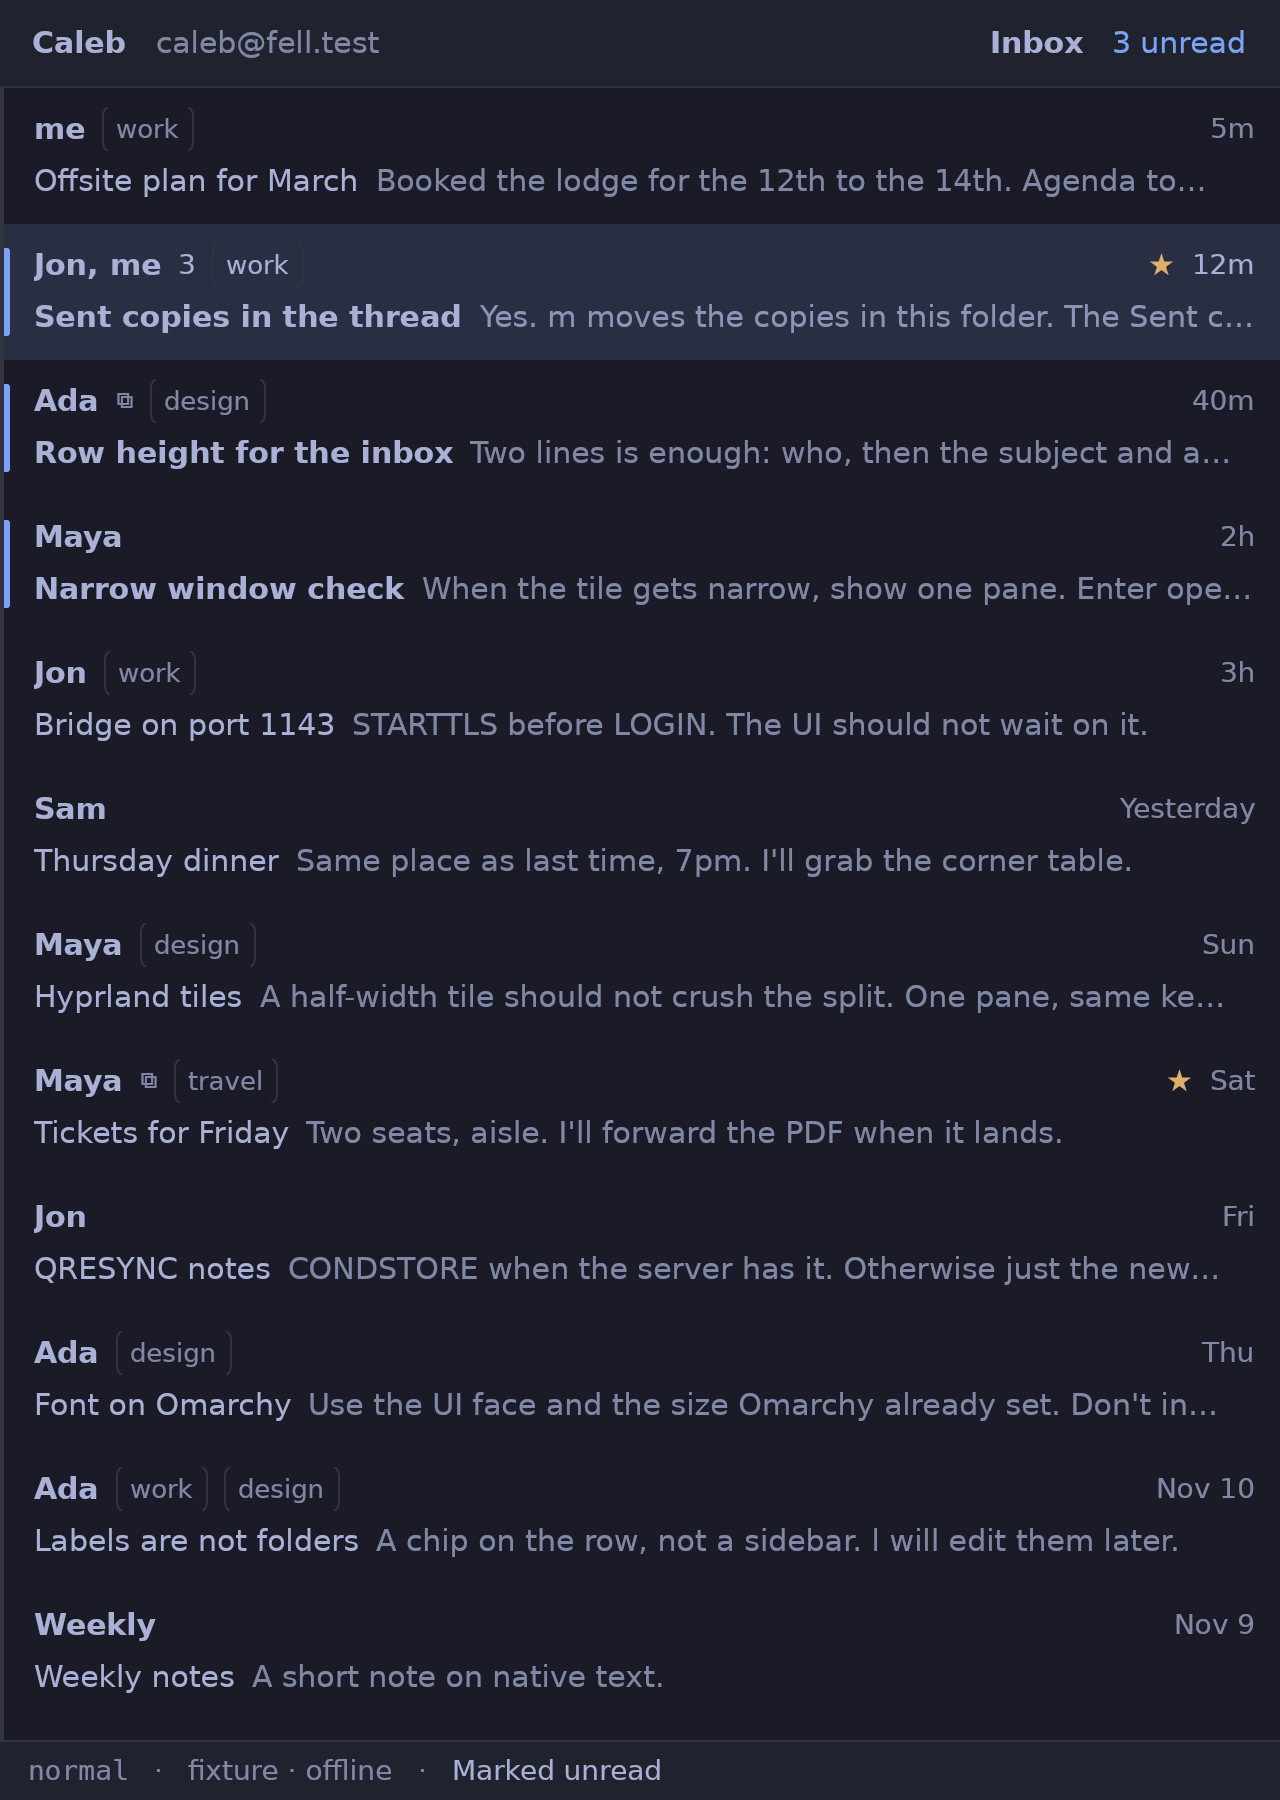 Caleb caleb@fell.test Inbox 3 unread
me work 5m
Offsite plan for March Booked the lodge for the 12th to the 14th. Agenda to…
Jon, me 3 work ★ 12m
Sent copies in the thread Yes. m moves the copies in this folder. The Sent c…
Ada ⧉ design 40m
Row height for the inbox Two lines is enough: who, then the subject and a…
Maya 2h
Narrow window check When the tile gets narrow, show one pane. Enter ope…
Jon work 3h
Bridge on port 1143 STARTTLS before LOGIN. The UI should not wait on it.
Sam Yesterday
Thursday dinner Same place as last time, 7pm. I'll grab the corner table.
Maya design Sun
Hyprland tiles A half-width tile should not crush the split. One pane, same ke…
Maya ⧉ travel ★ Sat
Tickets for Friday Two seats, aisle. I'll forward the PDF when it lands.
Jon Fri
QRESYNC notes CONDSTORE when the server has it. Otherwise just the new…
Ada design Thu
Font on Omarchy Use the UI face and the size Omarchy already set. Don't in…
Ada work design Nov 10
Labels are not folders A chip on the row, not a sidebar. l will edit them later.
Weekly Nov 9
Weekly notes A short note on native text.
normal · fixture · offline · Marked unread